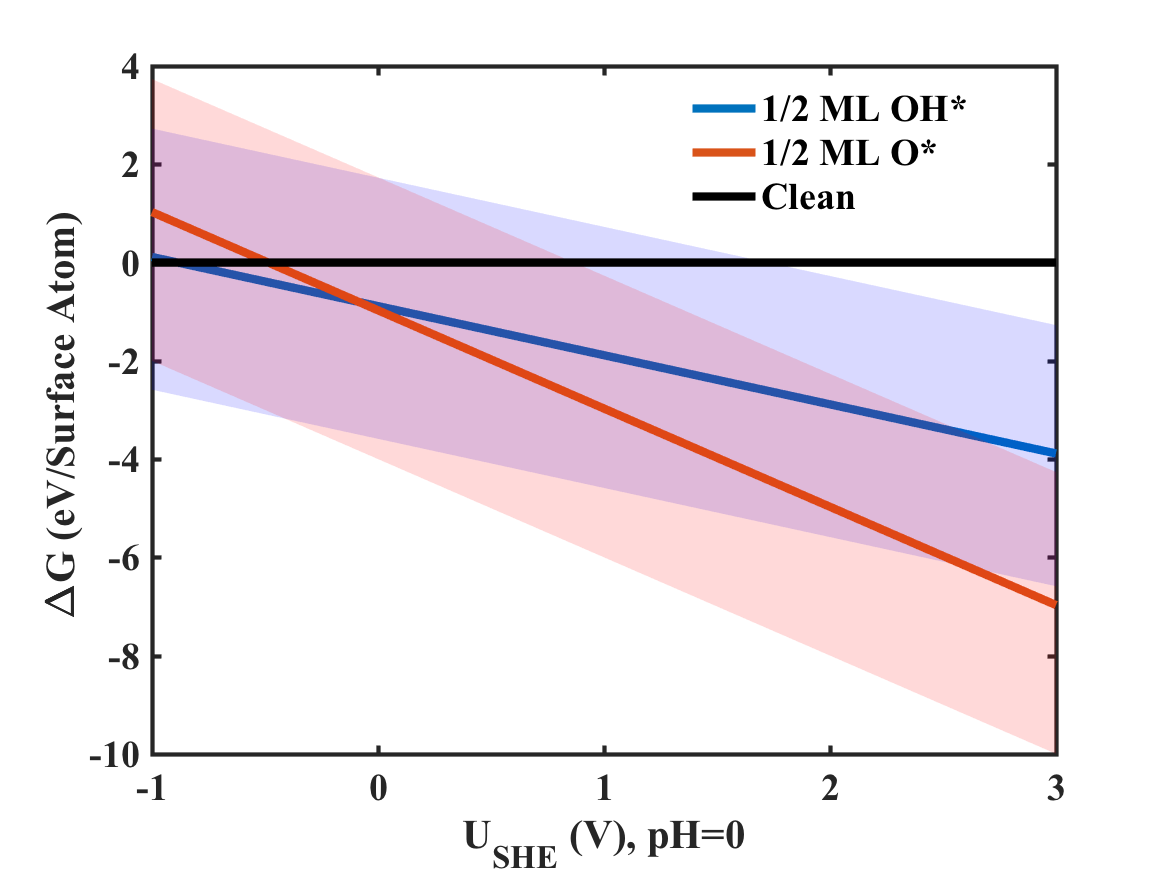 1/2 ML OH*
1/2 ML O*
Clean
4
2
0
-2
-4
-6
-8
-10
ΔG (eV/Surface Atom)
-1
0
1
2
3
U_SHE (V), pH=0